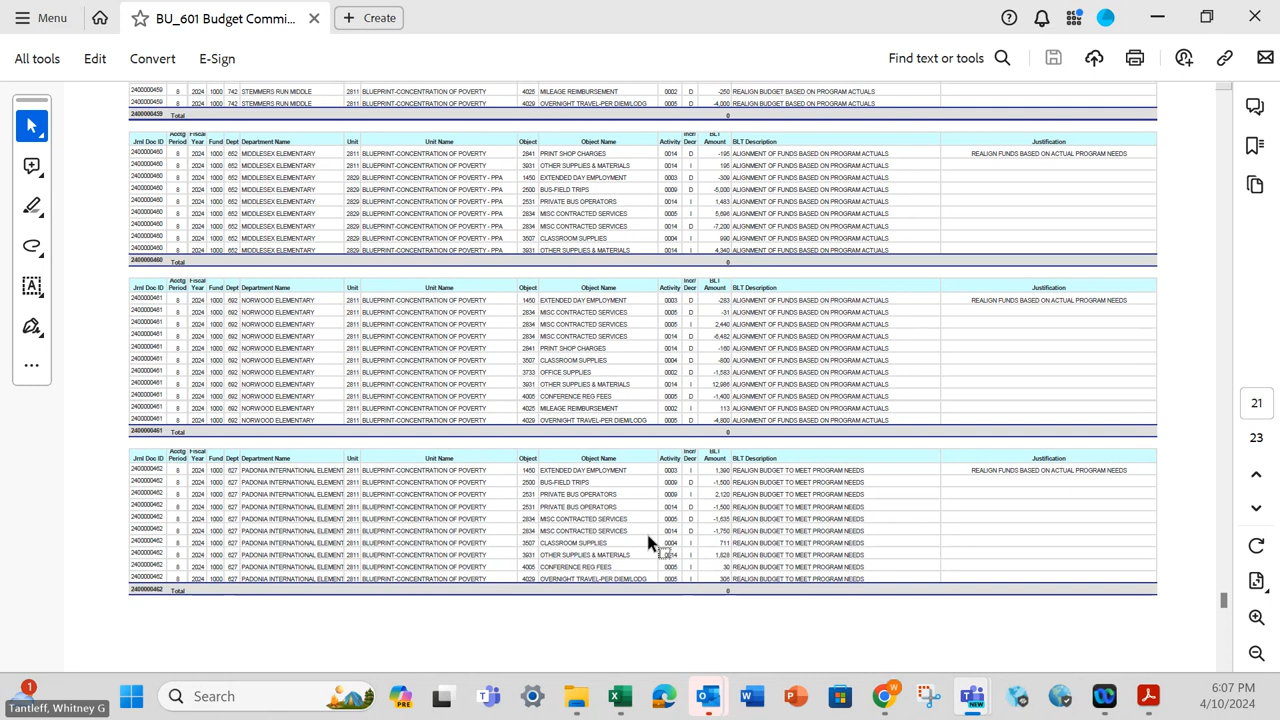 Menu BU_601 Budget Commi... Create
All tools Edit Convert E-Sign Find text or tools
2400000459 8 2024 1000 742 STEMMERS RUN MIDDLE 2811 BLUEPRINT-CONCENTRATION OF POVERTY 4025 MILEAGE REIMBURSEMENT 0002 D -250 REALIGN BUDGET BASED ON PROGRAM ACTUALS
2400000459 8 2024 1000 742 STEMMERS RUN MIDDLE 2811 BLUEPRINT-CONCENTRATION OF POVERTY 4029 OVERNIGHT TRAVEL-PER DIEM/LODG 0005 D -4,000 REALIGN BUDGET BASED ON PROGRAM ACTUALS
2400000459 Total 0
Jrnl Doc ID Acctg Period Fiscal Year Fund Dept Department Name Unit Unit Name Object Object Name Activity Incr/ Decr BLT Amount BLT Description Justification
2400000460 8 2024 1000 652 MIDDLESEX ELEMENTARY 2811 BLUEPRINT-CONCENTRATION OF POVERTY 2841 PRINT SHOP CHARGES 0014 D -195 ALIGNMENT OF FUNDS BASED ON PROGRAM ACTUALS REALIGN FUNDS BASED ON ACTUAL PROGRAM NEEDS
2400000460 8 2024 1000 652 MIDDLESEX ELEMENTARY 2811 BLUEPRINT-CONCENTRATION OF POVERTY 3931 OTHER SUPPLIES & MATERIALS 0014 I 195 ALIGNMENT OF FUNDS BASED ON PROGRAM ACTUALS
2400000460 8 2024 1000 652 MIDDLESEX ELEMENTARY 2829 BLUEPRINT-CONCENTRATION OF POVERTY - PPA 1450 EXTENDED DAY EMPLOYMENT 0003 D -309 ALIGNMENT OF FUNDS BASED ON PROGRAM ACTUALS
2400000460 8 2024 1000 652 MIDDLESEX ELEMENTARY 2829 BLUEPRINT-CONCENTRATION OF POVERTY - PPA 2500 BUS-FIELD TRIPS 0009 D -5,000 ALIGNMENT OF FUNDS BASED ON PROGRAM ACTUALS
2400000460 8 2024 1000 652 MIDDLESEX ELEMENTARY 2829 BLUEPRINT-CONCENTRATION OF POVERTY - PPA 2531 PRIVATE BUS OPERATORS 0014 I 1,483 ALIGNMENT OF FUNDS BASED ON PROGRAM ACTUALS
2400000460 8 2024 1000 652 MIDDLESEX ELEMENTARY 2829 BLUEPRINT-CONCENTRATION OF POVERTY - PPA 2834 MISC CONTRACTED SERVICES 0005 I 5,696 ALIGNMENT OF FUNDS BASED ON PROGRAM ACTUALS
2400000460 8 2024 1000 652 MIDDLESEX ELEMENTARY 2829 BLUEPRINT-CONCENTRATION OF POVERTY - PPA 2834 MISC CONTRACTED SERVICES 0014 D -7,200 ALIGNMENT OF FUNDS BASED ON PROGRAM ACTUALS
2400000460 8 2024 1000 652 MIDDLESEX ELEMENTARY 2829 BLUEPRINT-CONCENTRATION OF POVERTY - PPA 3507 CLASSROOM SUPPLIES 0004 I 990 ALIGNMENT OF FUNDS BASED ON PROGRAM ACTUALS
2400000460 8 2024 1000 652 MIDDLESEX ELEMENTARY 2829 BLUEPRINT-CONCENTRATION OF POVERTY - PPA 3931 OTHER SUPPLIES & MATERIALS 0014 I 4,340 ALIGNMENT OF FUNDS BASED ON PROGRAM ACTUALS
2400000460 Total 0
Jrnl Doc ID Acctg Period Fiscal Year Fund Dept Department Name Unit Unit Name Object Object Name Activity Incr/ Decr BLT Amount BLT Description Justification
2400000461 8 2024 1000 692 NORWOOD ELEMENTARY 2811 BLUEPRINT-CONCENTRATION OF POVERTY 1450 EXTENDED DAY EMPLOYMENT 0003 D -283 ALIGNMENT OF FUNDS BASED ON PROGRAM ACTUALS REALIGN FUNDS BASED ON ACTUAL PROGRAM NEEDS
2400000461 8 2024 1000 692 NORWOOD ELEMENTARY 2811 BLUEPRINT-CONCENTRATION OF POVERTY 2834 MISC CONTRACTED SERVICES 0005 D -31 ALIGNMENT OF FUNDS BASED ON PROGRAM ACTUALS
2400000461 8 2024 1000 692 NORWOOD ELEMENTARY 2811 BLUEPRINT-CONCENTRATION OF POVERTY 2834 MISC CONTRACTED SERVICES 0005 I 2,440 ALIGNMENT OF FUNDS BASED ON PROGRAM ACTUALS
2400000461 8 2024 1000 692 NORWOOD ELEMENTARY 2811 BLUEPRINT-CONCENTRATION OF POVERTY 2834 MISC CONTRACTED SERVICES 0014 D -6,482 ALIGNMENT OF FUNDS BASED ON PROGRAM ACTUALS
2400000461 8 2024 1000 692 NORWOOD ELEMENTARY 2811 BLUEPRINT-CONCENTRATION OF POVERTY 2841 PRINT SHOP CHARGES 0014 D -160 ALIGNMENT OF FUNDS BASED ON PROGRAM ACTUALS
2400000461 8 2024 1000 692 NORWOOD ELEMENTARY 2811 BLUEPRINT-CONCENTRATION OF POVERTY 3507 CLASSROOM SUPPLIES 0004 D -800 ALIGNMENT OF FUNDS BASED ON PROGRAM ACTUALS
2400000461 8 2024 1000 692 NORWOOD ELEMENTARY 2811 BLUEPRINT-CONCENTRATION OF POVERTY 3733 OFFICE SUPPLIES 0002 D -1,583 ALIGNMENT OF FUNDS BASED ON PROGRAM ACTUALS
2400000461 8 2024 1000 692 NORWOOD ELEMENTARY 2811 BLUEPRINT-CONCENTRATION OF POVERTY 3931 OTHER SUPPLIES & MATERIALS 0014 I 12,986 ALIGNMENT OF FUNDS BASED ON PROGRAM ACTUALS
2400000461 8 2024 1000 692 NORWOOD ELEMENTARY 2811 BLUEPRINT-CONCENTRATION OF POVERTY 4005 CONFERENCE REG FEES 0005 D -1,400 ALIGNMENT OF FUNDS BASED ON PROGRAM ACTUALS
2400000461 8 2024 1000 692 NORWOOD ELEMENTARY 2811 BLUEPRINT-CONCENTRATION OF POVERTY 4025 MILEAGE REIMBURSEMENT 0002 I 113 ALIGNMENT OF FUNDS BASED ON PROGRAM ACTUALS
2400000461 8 2024 1000 692 NORWOOD ELEMENTARY 2811 BLUEPRINT-CONCENTRATION OF POVERTY 4029 OVERNIGHT TRAVEL-PER DIEM/LODG 0005 D -4,800 ALIGNMENT OF FUNDS BASED ON PROGRAM ACTUALS
2400000461 Total 0
Jrnl Doc ID Acctg Period Fiscal Year Fund Dept Department Name Unit Unit Name Object Object Name Activity Incr/ Decr BLT Amount BLT Description Justification
2400000462 8 2024 1000 627 PADONIA INTERNATIONAL ELEMENT 2811 BLUEPRINT-CONCENTRATION OF POVERTY 1450 EXTENDED DAY EMPLOYMENT 0003 I 1,390 REALIGN BUDGET TO MEET PROGRAM NEEDS REALIGN FUNDS BASED ON ACTUAL PROGRAM NEEDS
2400000462 8 2024 1000 627 PADONIA INTERNATIONAL ELEMENT 2811 BLUEPRINT-CONCENTRATION OF POVERTY 2500 BUS-FIELD TRIPS 0009 D -1,500 REALIGN BUDGET TO MEET PROGRAM NEEDS
2400000462 8 2024 1000 627 PADONIA INTERNATIONAL ELEMENT 2811 BLUEPRINT-CONCENTRATION OF POVERTY 2531 PRIVATE BUS OPERATORS 0009 I 2,120 REALIGN BUDGET TO MEET PROGRAM NEEDS
2400000462 8 2024 1000 627 PADONIA INTERNATIONAL ELEMENT 2811 BLUEPRINT-CONCENTRATION OF POVERTY 2531 PRIVATE BUS OPERATORS 0014 D -1,500 REALIGN BUDGET TO MEET PROGRAM NEEDS
2400000462 8 2024 1000 627 PADONIA INTERNATIONAL ELEMENT 2811 BLUEPRINT-CONCENTRATION OF POVERTY 2834 MISC CONTRACTED SERVICES 0005 D -1,635 REALIGN BUDGET TO MEET PROGRAM NEEDS
2400000462 8 2024 1000 627 PADONIA INTERNATIONAL ELEMENT 2811 BLUEPRINT-CONCENTRATION OF POVERTY 2834 MISC CONTRACTED SERVICES 0014 D -1,750 REALIGN BUDGET TO MEET PROGRAM NEEDS
2400000462 8 2024 1000 627 PADONIA INTERNATIONAL ELEMENT 2811 BLUEPRINT-CONCENTRATION OF POVERTY 3507 CLASSROOM SUPPLIES 0004 I 711 REALIGN BUDGET TO MEET PROGRAM NEEDS
2400000462 8 2024 1000 627 PADONIA INTERNATIONAL ELEMENT 2811 BLUEPRINT-CONCENTRATION OF POVERTY 3931 OTHER SUPPLIES & MATERIALS 0014 I 1,828 REALIGN BUDGET TO MEET PROGRAM NEEDS
2400000462 8 2024 1000 627 PADONIA INTERNATIONAL ELEMENT 2811 BLUEPRINT-CONCENTRATION OF POVERTY 4005 CONFERENCE REG FEES 0005 I 30 REALIGN BUDGET TO MEET PROGRAM NEEDS
2400000462 8 2024 1000 627 PADONIA INTERNATIONAL ELEMENT 2811 BLUEPRINT-CONCENTRATION OF POVERTY 4029 OVERNIGHT TRAVEL-PER DIEM/LODG 0005 I 306 REALIGN BUDGET TO MEET PROGRAM NEEDS
2400000462 Total 0
21
23
1
Tantleff, Whitney G
Search
PRE
NEW
6:07 PM
4/10/2024